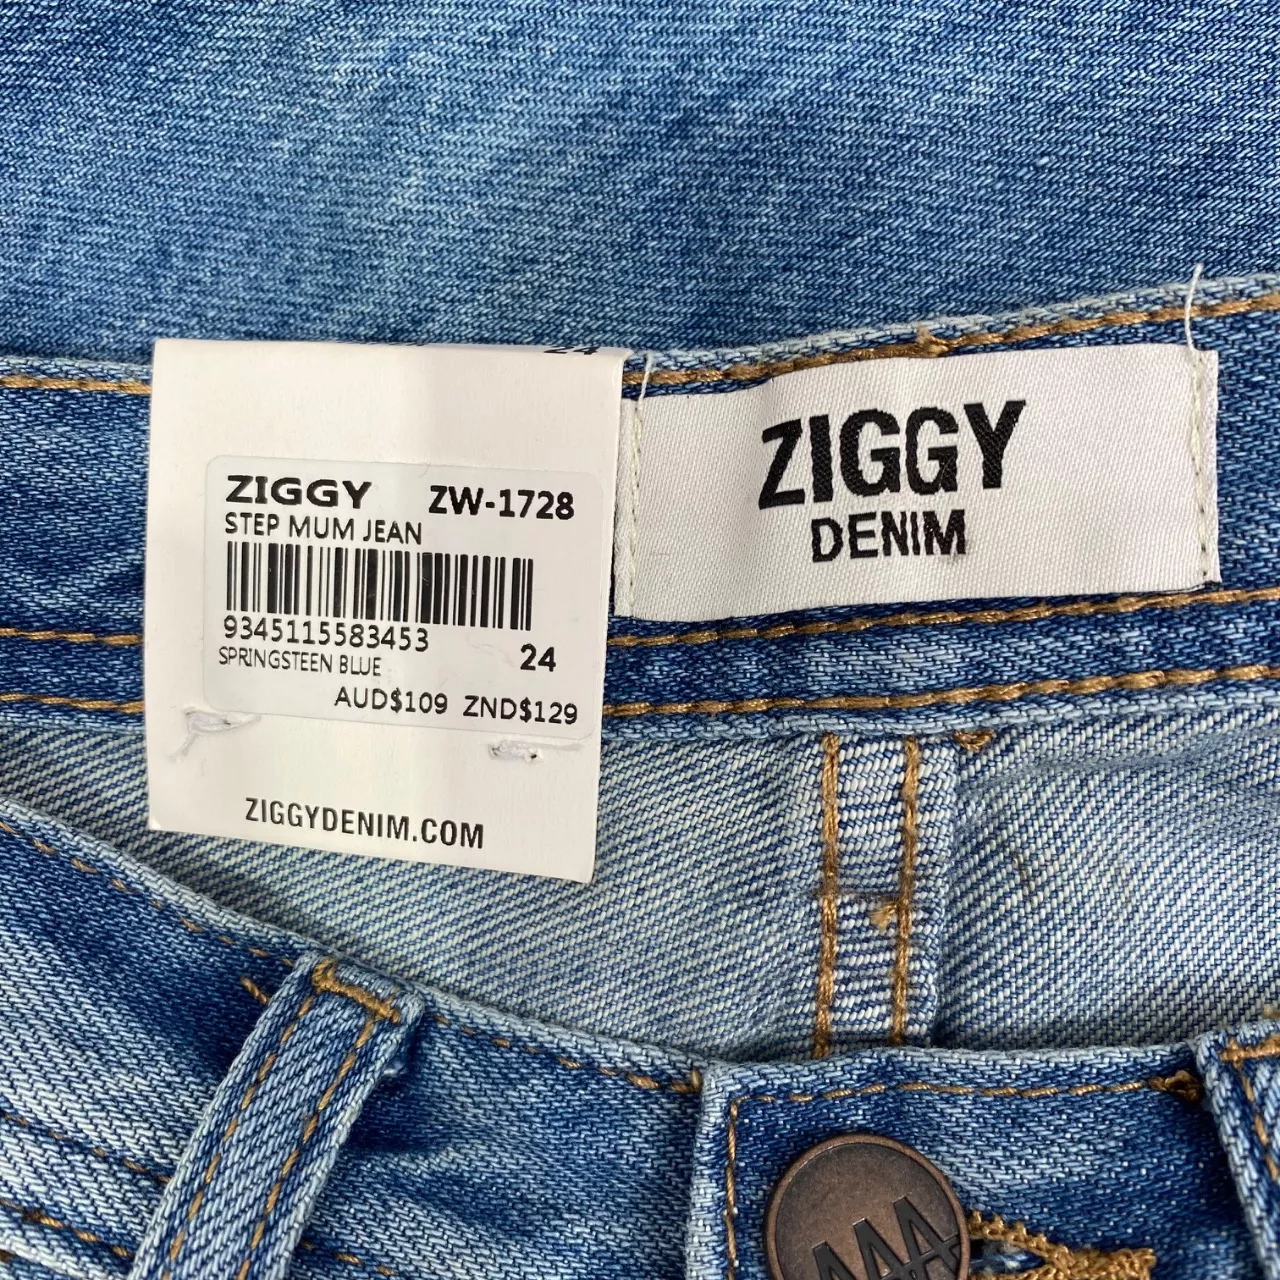 24
ZIGGY ZW-1728
STEP MUM JEAN
9345115583453
24
SPRINGSTEEN BLUE
AUD$109 ZND$129
ZIGGYDENIM.COM
ZIGGY
DENIM